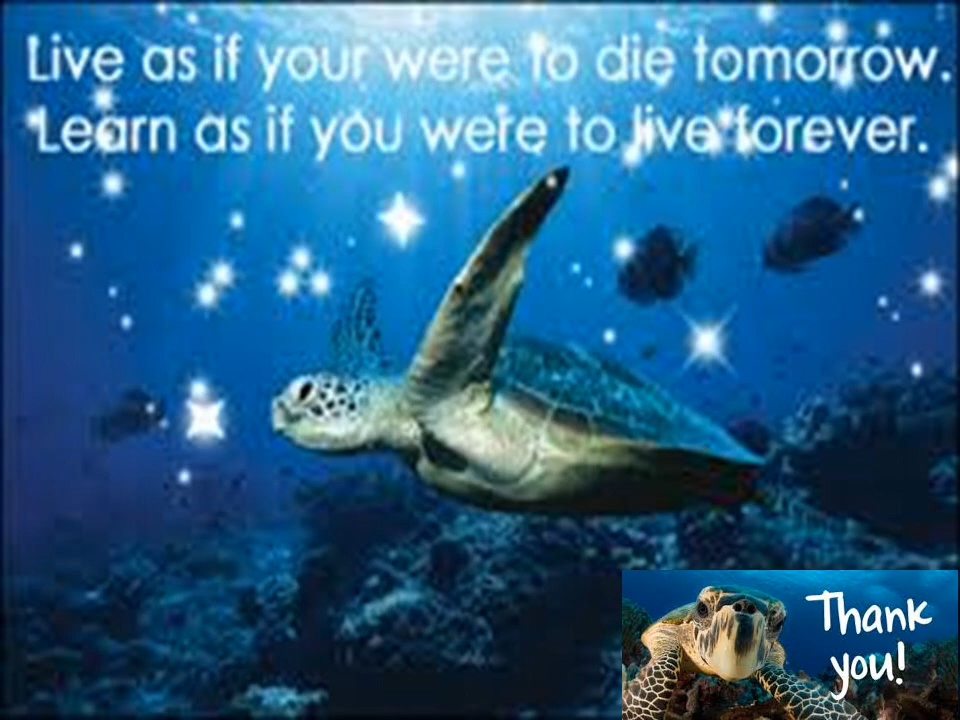 Live as if your were to die tomorrow.
Learn as if you were to live forever.
Thank
you!